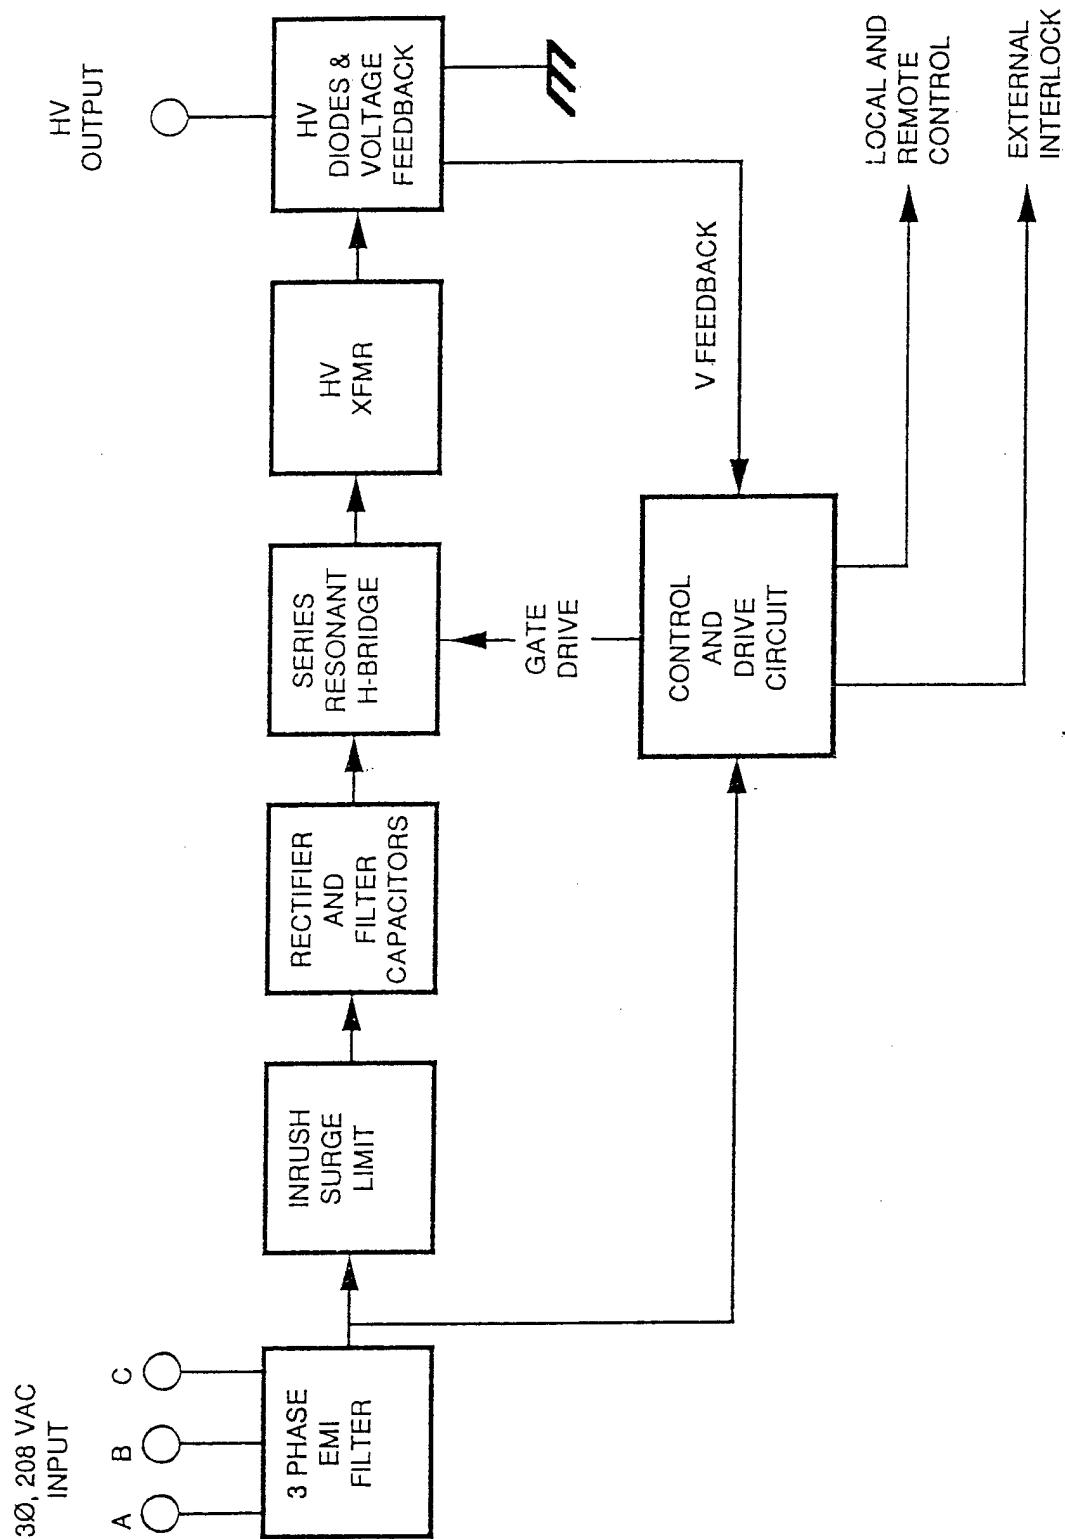 3Ø, 208 VAC
INPUT
A
B
C
3 PHASE
EMI
FILTER
INRUSH
SURGE
LIMIT
RECTIFIER
AND
FILTER
CAPACITORS
SERIES
RESONANT
H-BRIDGE
HV
XFMR
HV
DIODES &
VOLTAGE
FEEDBACK
HV
OUTPUT
GATE
DRIVE
V.FEEDBACK
CONTROL
AND
DRIVE
CIRCUIT
LOCAL AND
REMOTE
CONTROL
EXTERNAL
INTERLOCK